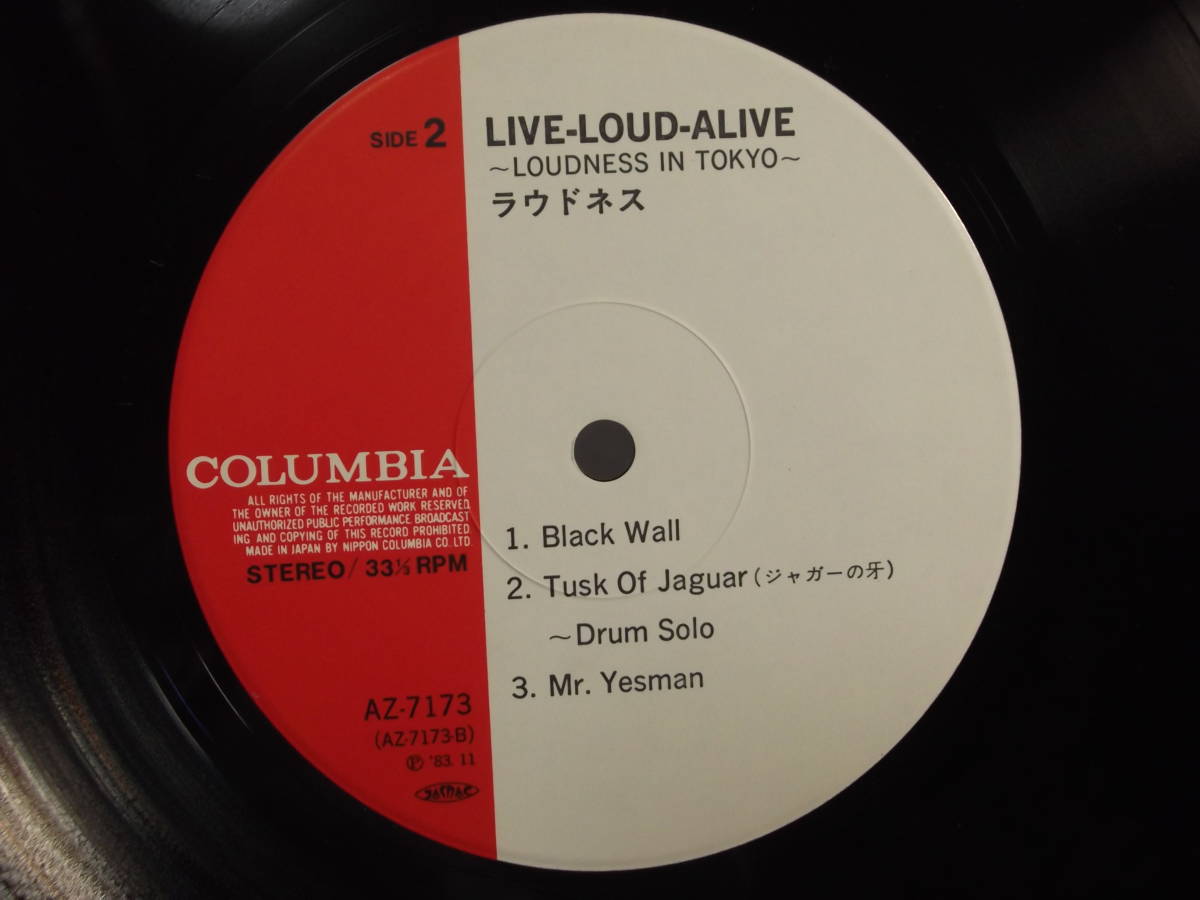 SIDE 2
LIVE-LOUD-ALIVE
~LOUDNESS IN TOKYO~
ラウドネス
COLUMBIA
ALL RIGHTS OF THE MANUFACTURER AND OF
THE OWNER OF THE RECORDED WORK RESERVED
UNAUTHORIZED PUBLIC PERFORMANCE BROADCAST
ING AND COPYING OF THIS RECORD PROHIBITED
MADE IN JAPAN BY NIPPON COLUMBIA CO. LTD.
STEREO / 33⅓ RPM
1. Black Wall
2. Tusk Of Jaguar (ジャガーの牙)
~Drum Solo
3. Mr. Yesman
AZ-7173
(AZ-7173-B)
℗ '83. 11